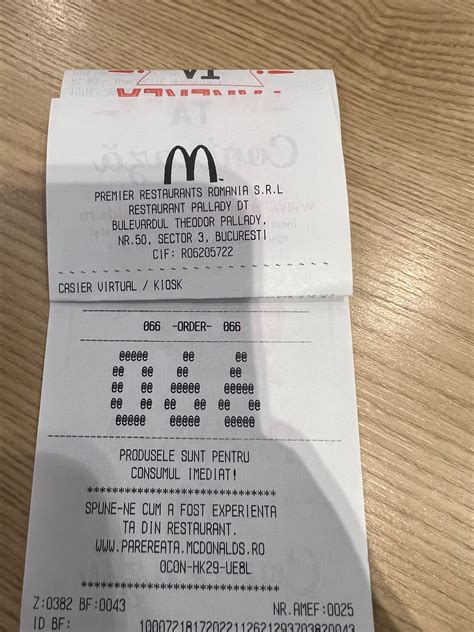 PREMIER RESTAURANTS ROMANIA S.R.L
RESTAURANT PALLADY DT
BULEVARDUL THEODOR PALLADY,
NR.50, SECTOR 3, BUCURESTI
CIF: RO6205722
CASIER VIRTUAL / KIOSK
066 -ORDER- 066
066
PRODUSELE SUNT PENTRU
CONSUMUL IMEDIAT!
******************************
SPUNE-NE CUM A FOST EXPERIENTA
TA DIN RESTAURANT.
WWW.PAREREATA.MCDONALDS.RO
OCON-HK29-UE8L
******************************
Z:0382 BF:0043 NR.AMEF:0025
ID BF: 1000721817202211262129370382004